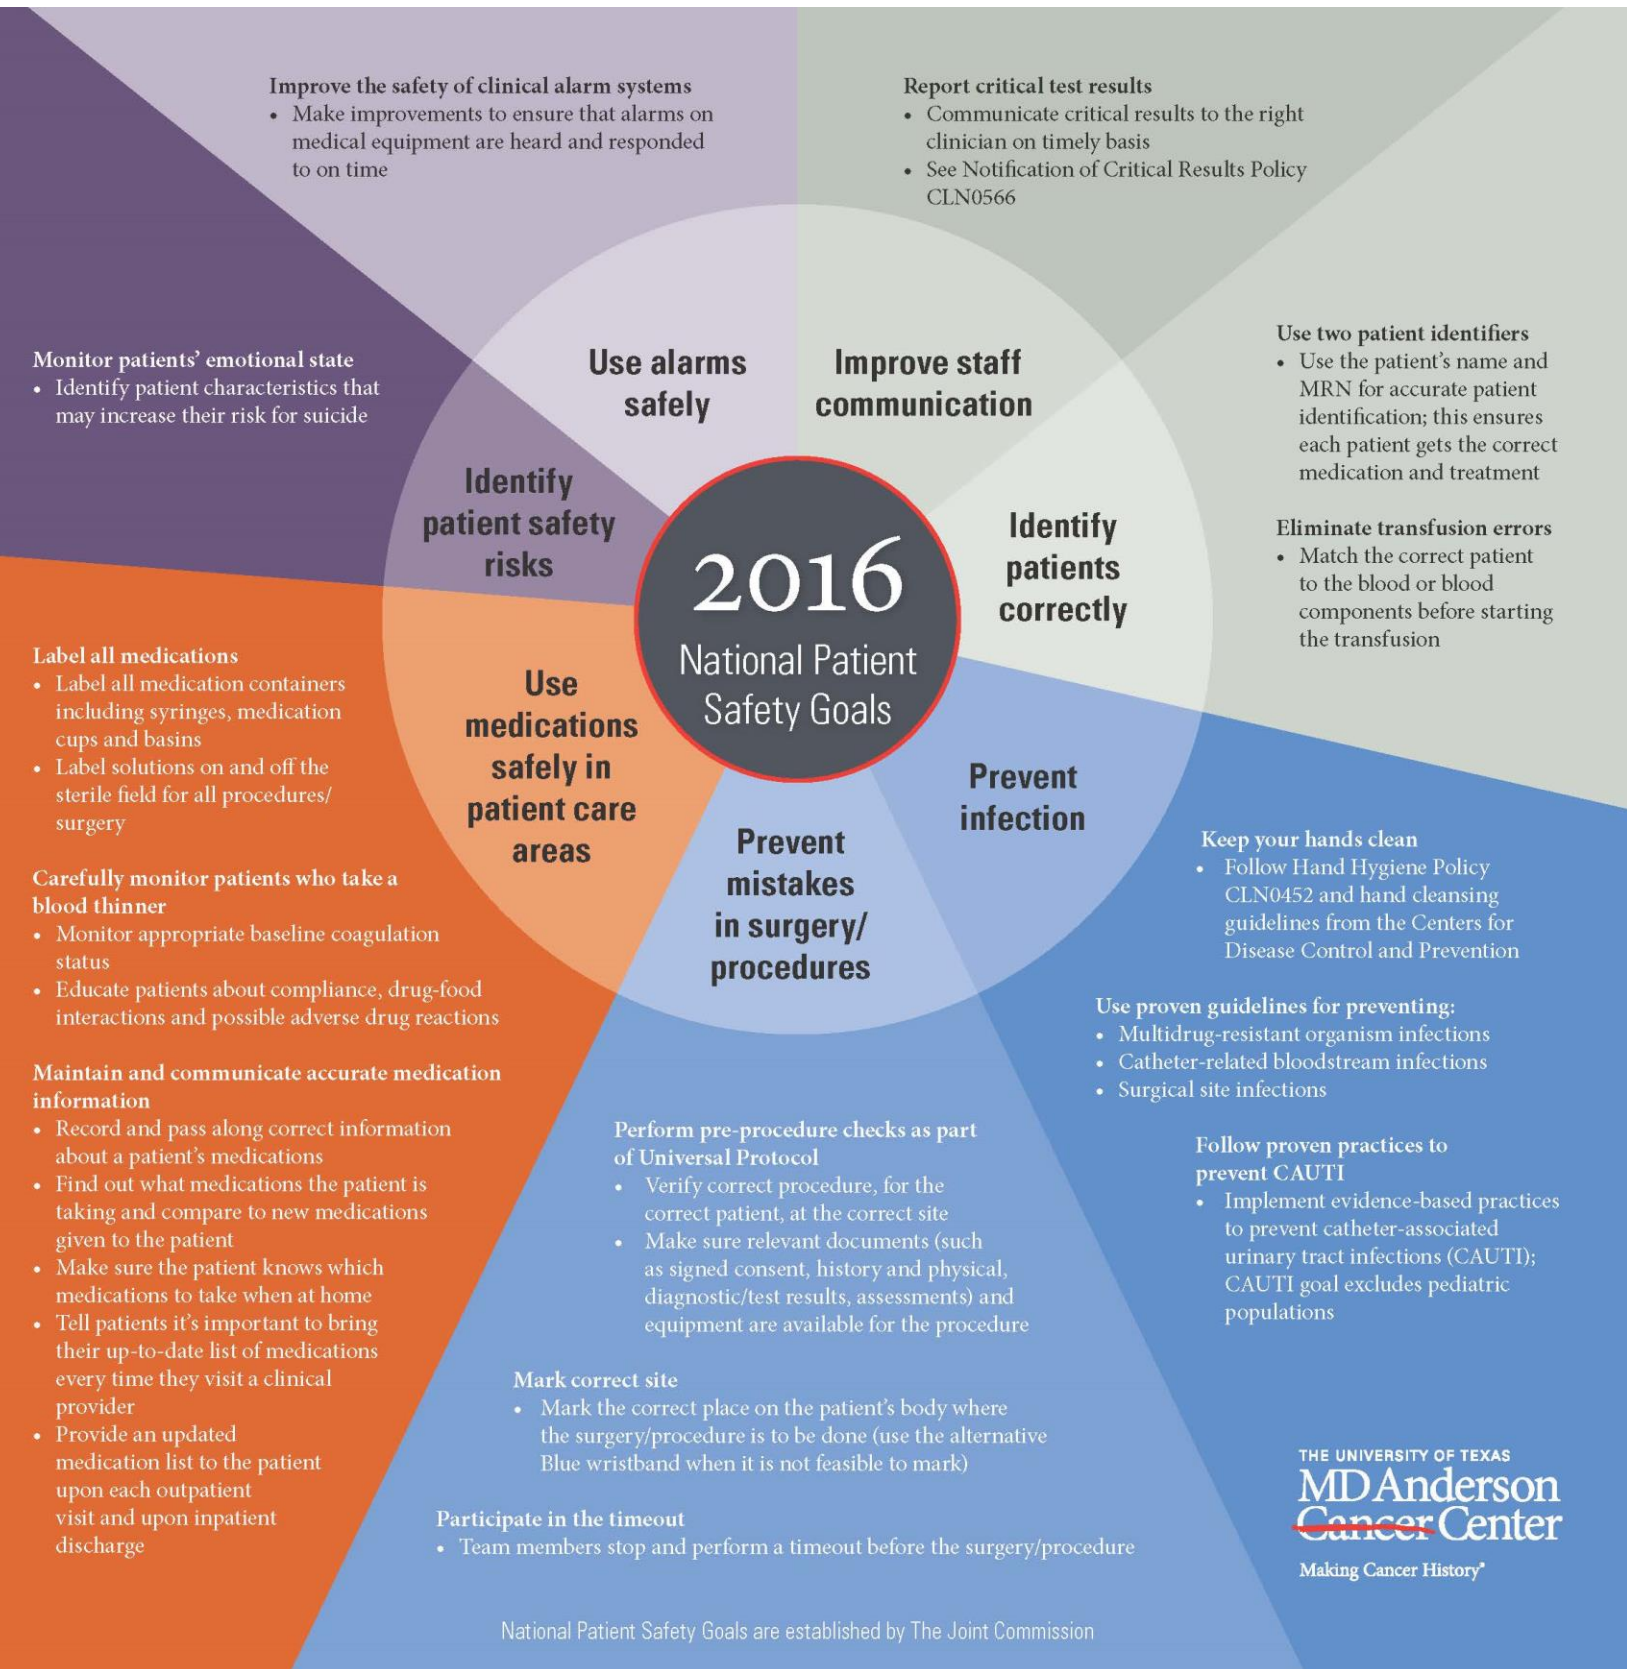 Improve the safety of clinical alarm systems
• Make improvements to ensure that alarms on
medical equipment are heard and responded
to on time
Report critical test results
• Communicate critical results to the right
clinician on timely basis
• See Notification of Critical Results Policy
CLN0566
Use two patient identifiers
• Use the patient's name and
MRN for accurate patient
identification; this ensures
each patient gets the correct
medication and treatment
Eliminate transfusion errors
• Match the correct patient
to the blood or blood
components before starting
the transfusion
Monitor patients' emotional state
• Identify patient characteristics that
may increase their risk for suicide
Use alarms
safely
Improve staff
communication
Identify
patient safety
risks
Identify
patients
correctly
2016
National Patient
Safety Goals
Use
medications
safely in
patient care
areas
Prevent
mistakes
in surgery/
procedures
Prevent
infection
Label all medications
• Label all medication containers
including syringes, medication
cups and basins
• Label solutions on and off the
sterile field for all procedures/
surgery
Carefully monitor patients who take a
blood thinner
• Monitor appropriate baseline coagulation
status
• Educate patients about compliance, drug-food
interactions and possible adverse drug reactions
Maintain and communicate accurate medication
information
• Record and pass along correct information
about a patient's medications
• Find out what medications the patient is
taking and compare to new medications
given to the patient
• Make sure the patient knows which
medications to take when at home
• Tell patients it's important to bring
their up-to-date list of medications
every time they visit a clinical
provider
• Provide an updated
medication list to the patient
upon each outpatient
visit and upon inpatient
discharge
Perform pre-procedure checks as part
of Universal Protocol
• Verify correct procedure, for the
correct patient, at the correct site
• Make sure relevant documents (such
as signed consent, history and physical,
diagnostic/test results, assessments) and
equipment are available for the procedure
Mark correct site
• Mark the correct place on the patient's body where
the surgery/procedure is to be done (use the alternative
Blue wristband when it is not feasible to mark)
Participate in the timeout
• Team members stop and perform a timeout before the surgery/procedure
Keep your hands clean
• Follow Hand Hygiene Policy
CLN0452 and hand cleansing
guidelines from the Centers for
Disease Control and Prevention
Use proven guidelines for preventing:
• Multidrug-resistant organism infections
• Catheter-related bloodstream infections
• Surgical site infections
Follow proven practices to
prevent CAUTI
• Implement evidence-based practices
to prevent catheter-associated
urinary tract infections (CAUTI);
CAUTI goal excludes pediatric
populations
THE UNIVERSITY OF TEXAS
MD Anderson
Cancer Center
Making Cancer History®
National Patient Safety Goals are established by The Joint Commission